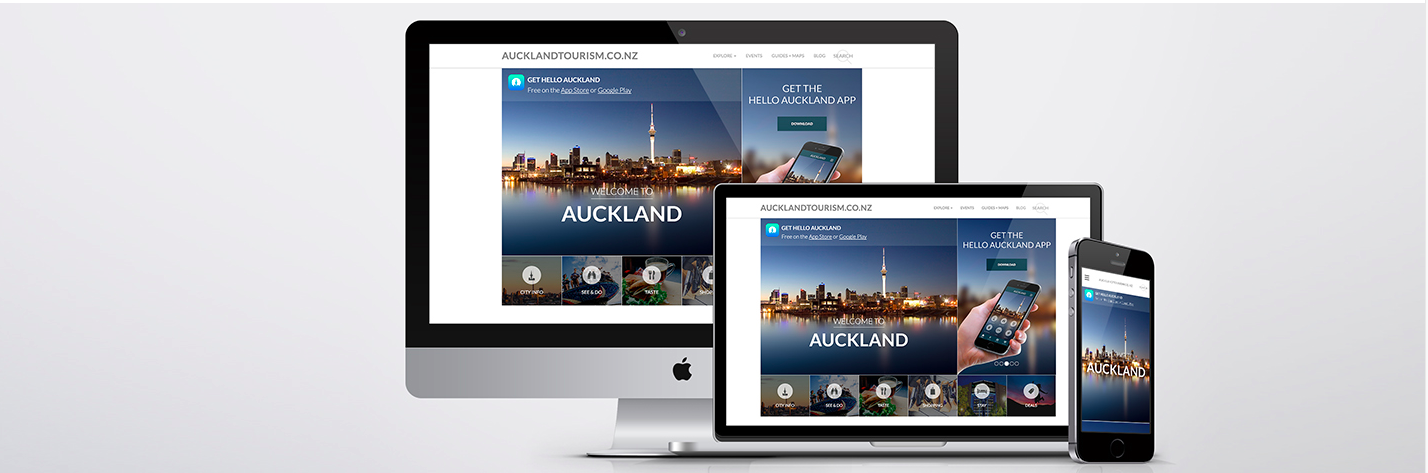 AUCKLANDTOURISM.CO.NZ
EXPLORE + EVENTS GUIDES + MAPS BLOG SEARCH
GET HELLO AUCKLAND
Free on the App Store or Google Play
GET THE
HELLO AUCKLAND APP
DOWNLOAD
WELCOME TO
AUCKLAND
CITY INFO
SEE & DO
TASTE
AUCKLANDTOURISM.CO.NZ
EXPLORE + EVENTS GUIDES + MAPS BLOG SEARCH
GET HELLO AUCKLAND
Free on the App Store or Google Play
GET THE
HELLO AUCKLAND APP
DOWNLOAD
WELCOME TO
AUCKLAND
CITY INFO
SEE & DO
TASTE
SHOPPING
STAY
DEALS
GET HELLO AUCKLAND
AUCKLAND